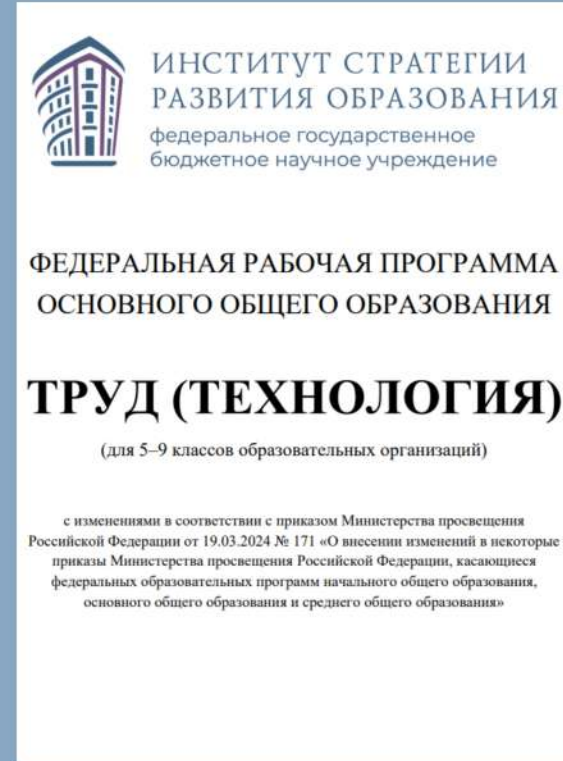 ИНСТИТУТ СТРАТЕГИИ
РАЗВИТИЯ ОБРАЗОВАНИЯ
федеральное государственное
бюджетное научное учреждение
ФЕДЕРАЛЬНАЯ РАБОЧАЯ ПРОГРАММА
ОСНОВНОГО ОБЩЕГО ОБРАЗОВАНИЯ
ТРУД (ТЕХНОЛОГИЯ)
(для 5–9 классов образовательных организаций)
с изменениями в соответствии с приказом Министерства просвещения
Российской Федерации от 19.03.2024 № 171 «О внесении изменений в некоторые
приказы Министерства просвещения Российской Федерации, касающиеся
федеральных образовательных программ начального общего образования,
основного общего образования и среднего общего образования»